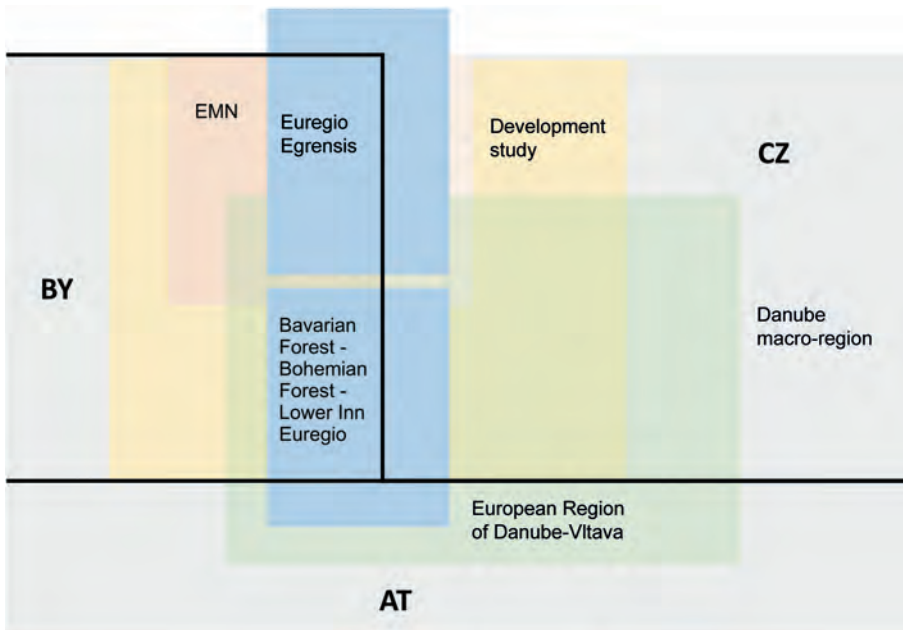 EMN
Euregio
Egrensis
Development
study
CZ
BY
Bavarian
Forest -
Bohemian
Forest -
Lower Inn
Euregio
Danube
macro-region
European Region
of Danube-Vltava
AT